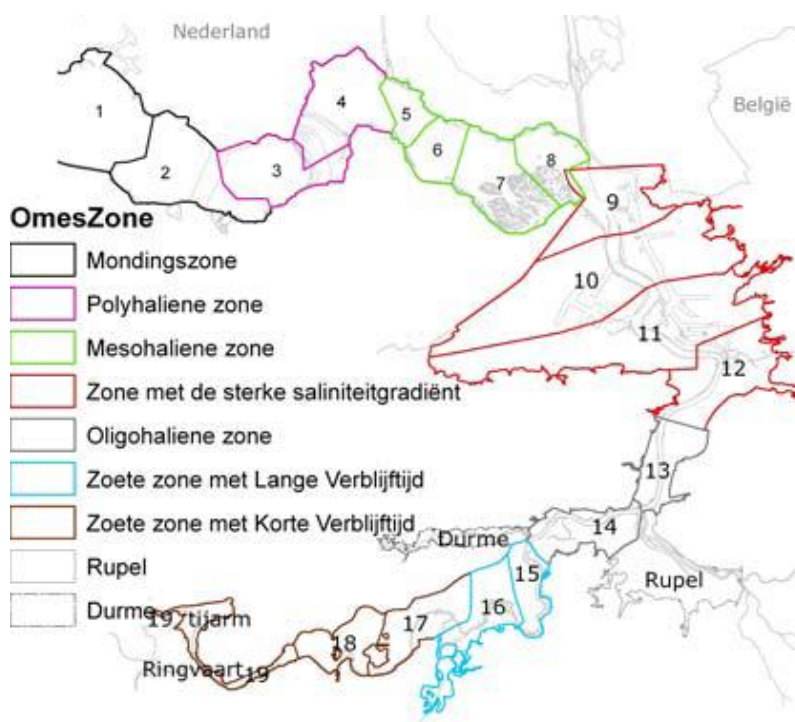 Nederland
België
1
2
3
4
5
6
7
8
9
10
11
12
13
14
15
16
17
18
19
19, tijarm
Ringvaart
Durme
Rupel
OmesZone
Mondingszone
Polyhaliene zone
Mesohaliene zone
Zone met de sterke saliniteitgradiënt
Oligohaliene zone
Zoete zone met Lange Verblijftijd
Zoete zone met Korte Verblijftijd
Rupel
Durme